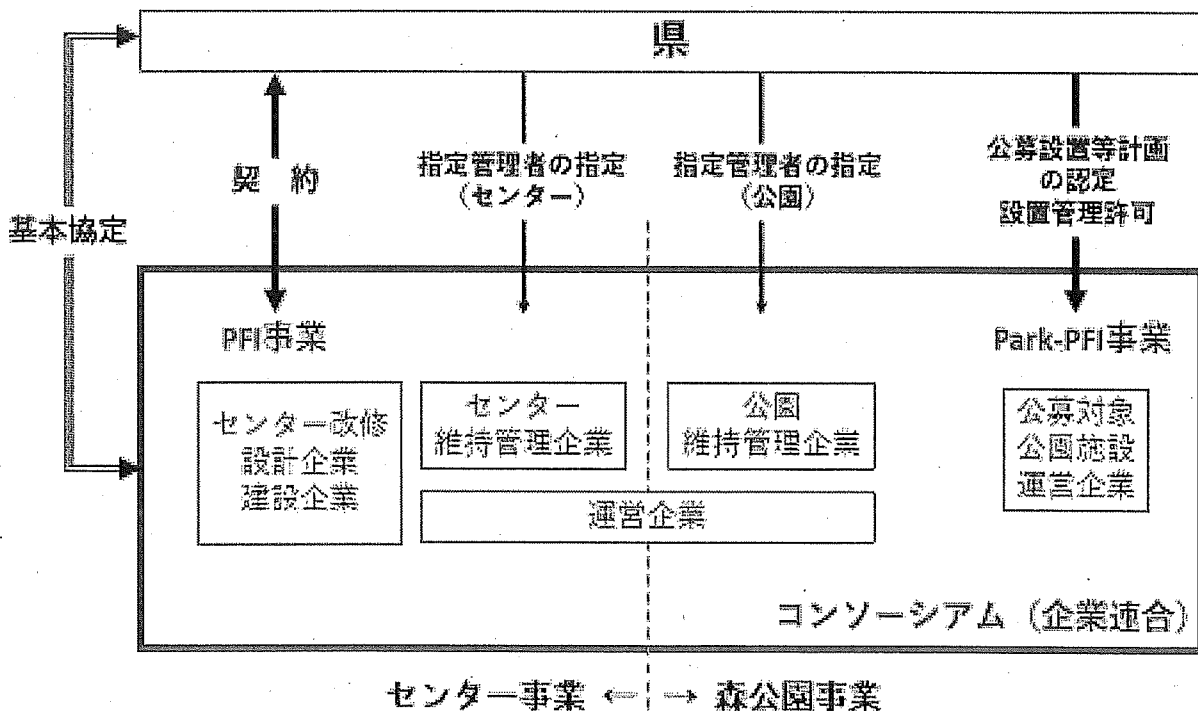 県
契 約
指定管理者の指定
（センター）
指定管理者の指定
（公園）
公募設置等計画
の認定
設置管理許可
基本協定
PFI事業
Park-PFI事業
センター改修
設計企業
建設企業
センター
維持管理企業
公園
維持管理企業
公募対象
公園施設
運営企業
運営企業
コンソーシアム（企業連合）
センター事業 ← → 森公園事業